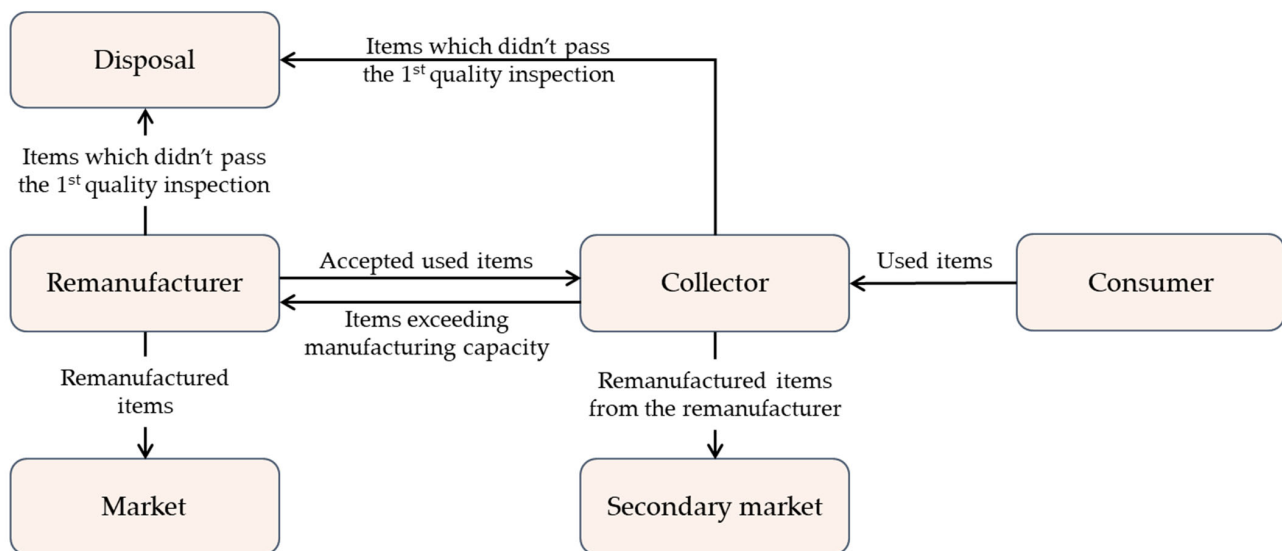 Disposal
Items which didn't pass
the 1st quality inspection
Items which didn't pass
the 1st quality inspection
Remanufacturer
Accepted used items
Items exceeding
manufacturing capacity
Collector
Used items
Consumer
Remanufactured
items
Remanufactured items
from the remanufacturer
Market
Secondary market